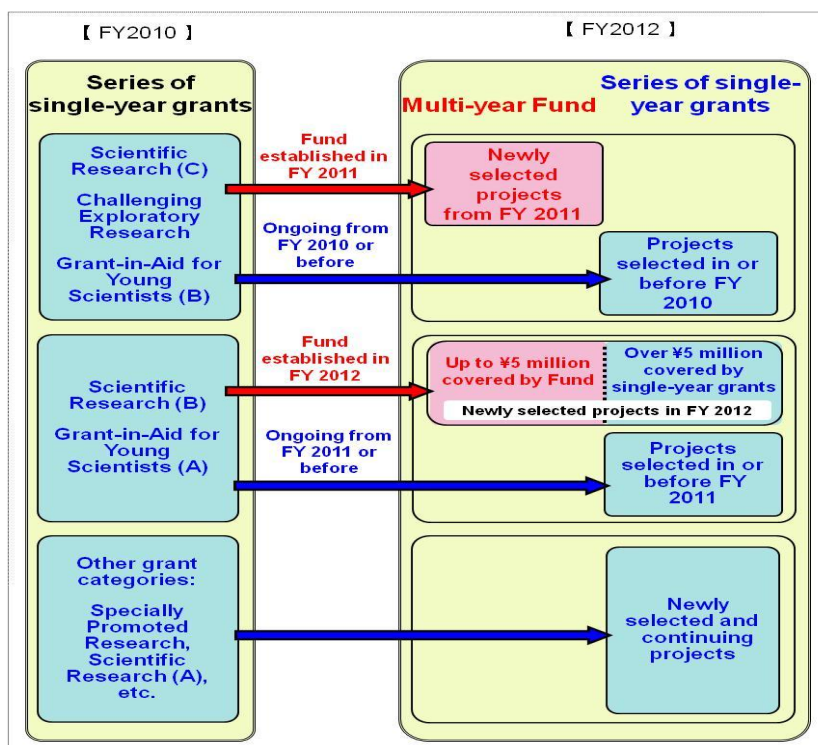 【 FY2010 】
【 FY2012 】
Series of
single-year grants
Multi-year Fund
Series of single-
year grants
Scientific
Research (C)
Challenging
Exploratory
Research
Grant-in-Aid for
Young
Scientists (B)
Fund
established in
FY 2011
Ongoing from
FY 2010 or
before
Newly
selected
projects
from FY 2011
Projects
selected in or
before FY
2010
Scientific
Research (B)
Grant-in-Aid for
Young
Scientists (A)
Fund
established in
FY 2012
Ongoing from
FY 2011 or
before
Up to ¥5 million
covered by Fund
Over ¥5 million
covered by
single-year grants
Newly selected projects in FY 2012
Projects
selected in or
before FY
2011
Other grant
categories:
Specially
Promoted
Research,
Scientific
Research (A),
etc.
Newly
selected and
continuing
projects